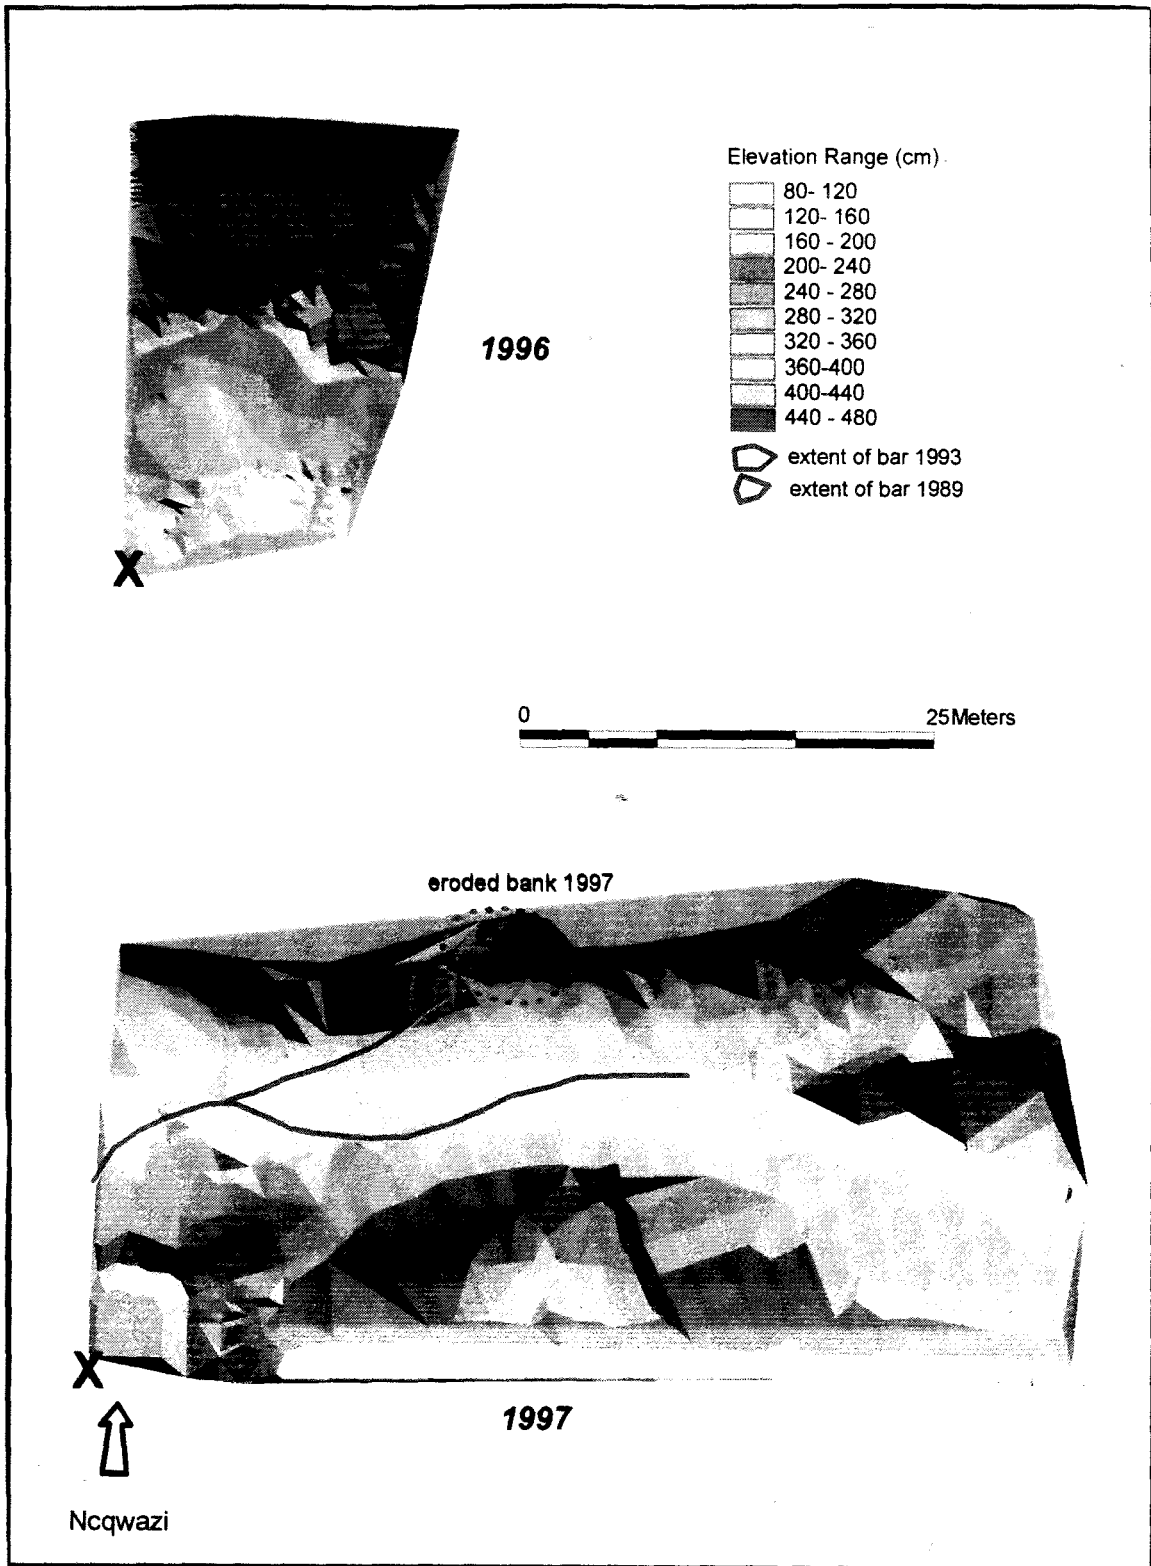 Elevation Range (cm)
80- 120
120- 160
160 - 200
200- 240
240 - 280
280 - 320
320 - 360
360-400
400-440
440 - 480
extent of bar 1993
extent of bar 1989
1996
X
0 25Meters
eroded bank 1997
X
1997
Ncqwazi